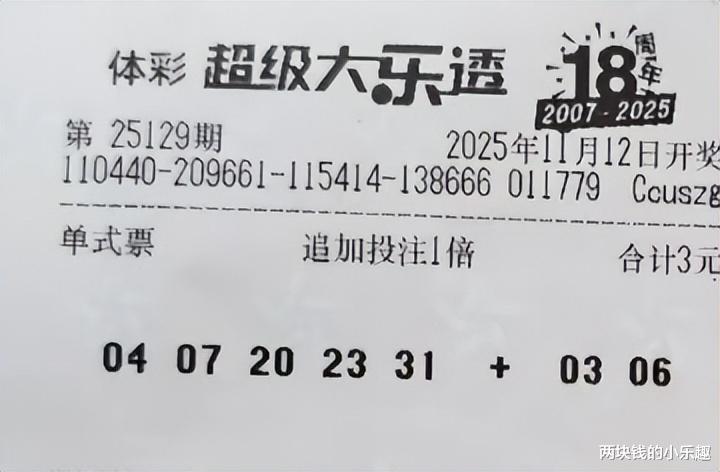 体彩 超级大乐透 18周年
2007-2025
第 25129期 2025年11月12日开奖
110440-209661-115414-138666 011779 Ccuszg
单式票 追加投注1倍 合计3元
04 07 20 23 31 + 03 06
两块钱的小乐趣